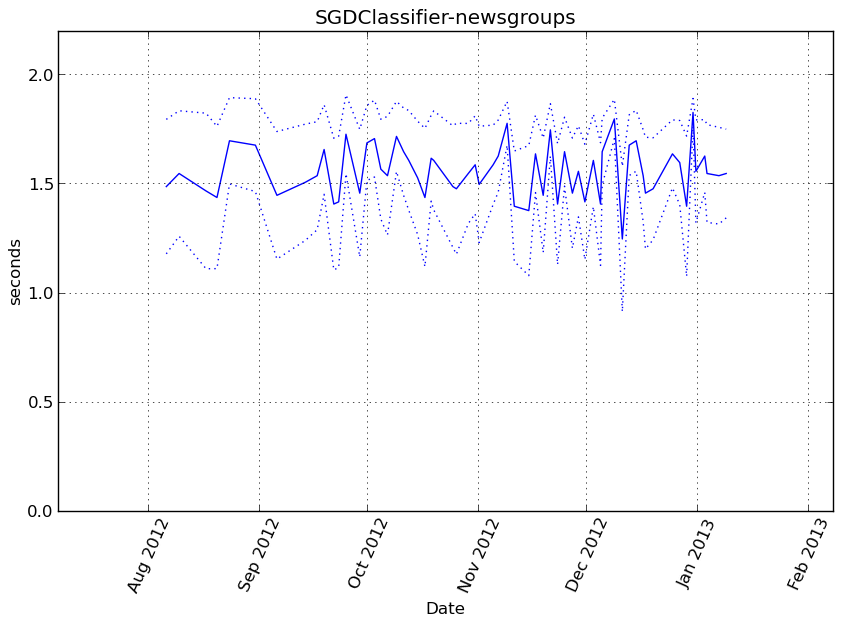 SGDClassifier-newsgroups
seconds
2.0
1.5
1.0
0.5
0.0
Aug 2012
Sep 2012
Oct 2012
Nov 2012
Dec 2012
Jan 2013
Feb 2013
Date